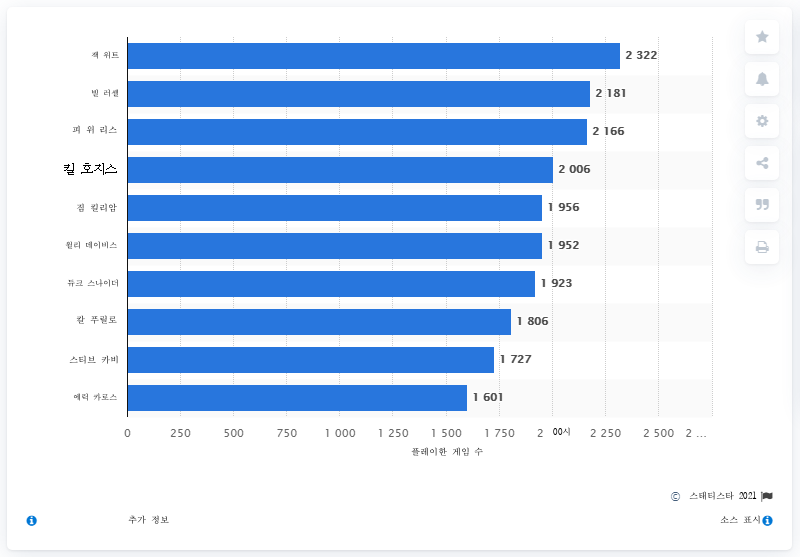 잭 위트 2 322
빌 러셀 2 181
피 위 리스 2 166
킬 호지스 2 006
짐 킬리암 1 956
윌리 데이비스 1 952
듀크 스나이더 1 923
칼 푸릴로 1 806
스티브 카비 1 727
에릭 카로스 1 601
0 250 500 750 1 000 1 250 1 500 1 750 2 00시 2 250 2 500 2 ...
플레이한 게임 수
© 스태티스타 2021
추가 정보 소스 표시